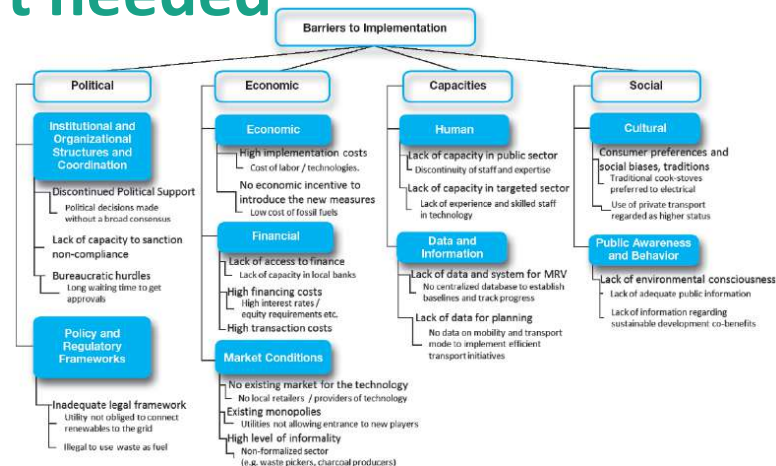 t needed
Barriers to Implementation
Political
Institutional and
Organizational
Structures and
Coordination
Discontinued Political Support
Political decisions made
without a broad consensus
Lack of capacity to sanction
non-compliance
Bureaucratic hurdles
Long waiting time to get
approvals
Policy and
Regulatory
Frameworks
Inadequate legal framework
Utility not obliged to connect
renewables to the grid
Illegal to use waste as fuel
Economic
Economic
High implementation costs
Cost of labor / technologies.
No economic incentive to
introduce the new measures
Low cost of fossil fuels
Financial
Lack of access to finance
Lack of capacity in local banks
High financing costs
High interest rates /
equity requirements etc.
High transaction costs
Market Conditions
No existing market for the technology
No local retailers / providers of technology
Existing monopolies
Utilities not allowing entrance to new players
High level of informality
Non-formalized sector
(e.g. waste pickers, charcoal producers)
Capacities
Human
Lack of capacity in public sector
Discontinuity of staff and expertise
Lack of capacity in targeted sector
Lack of experience and skilled staff
in technology
Data and
Information
Lack of data and system for MRV
No centralized database to establish
baselines and track progress
Lack of data for planning
No data on mobility and transport
mode to implement efficient
transport initiatives
Social
Cultural
Consumer preferences and
social biases, traditions
Traditional cook-stoves
preferred to electrical
Use of private transport
regarded as higher status
Public Awareness
and Behavior
Lack of environmental consciousness
Lack of adequate public information
Lack of information regarding
sustainable development co-benefits